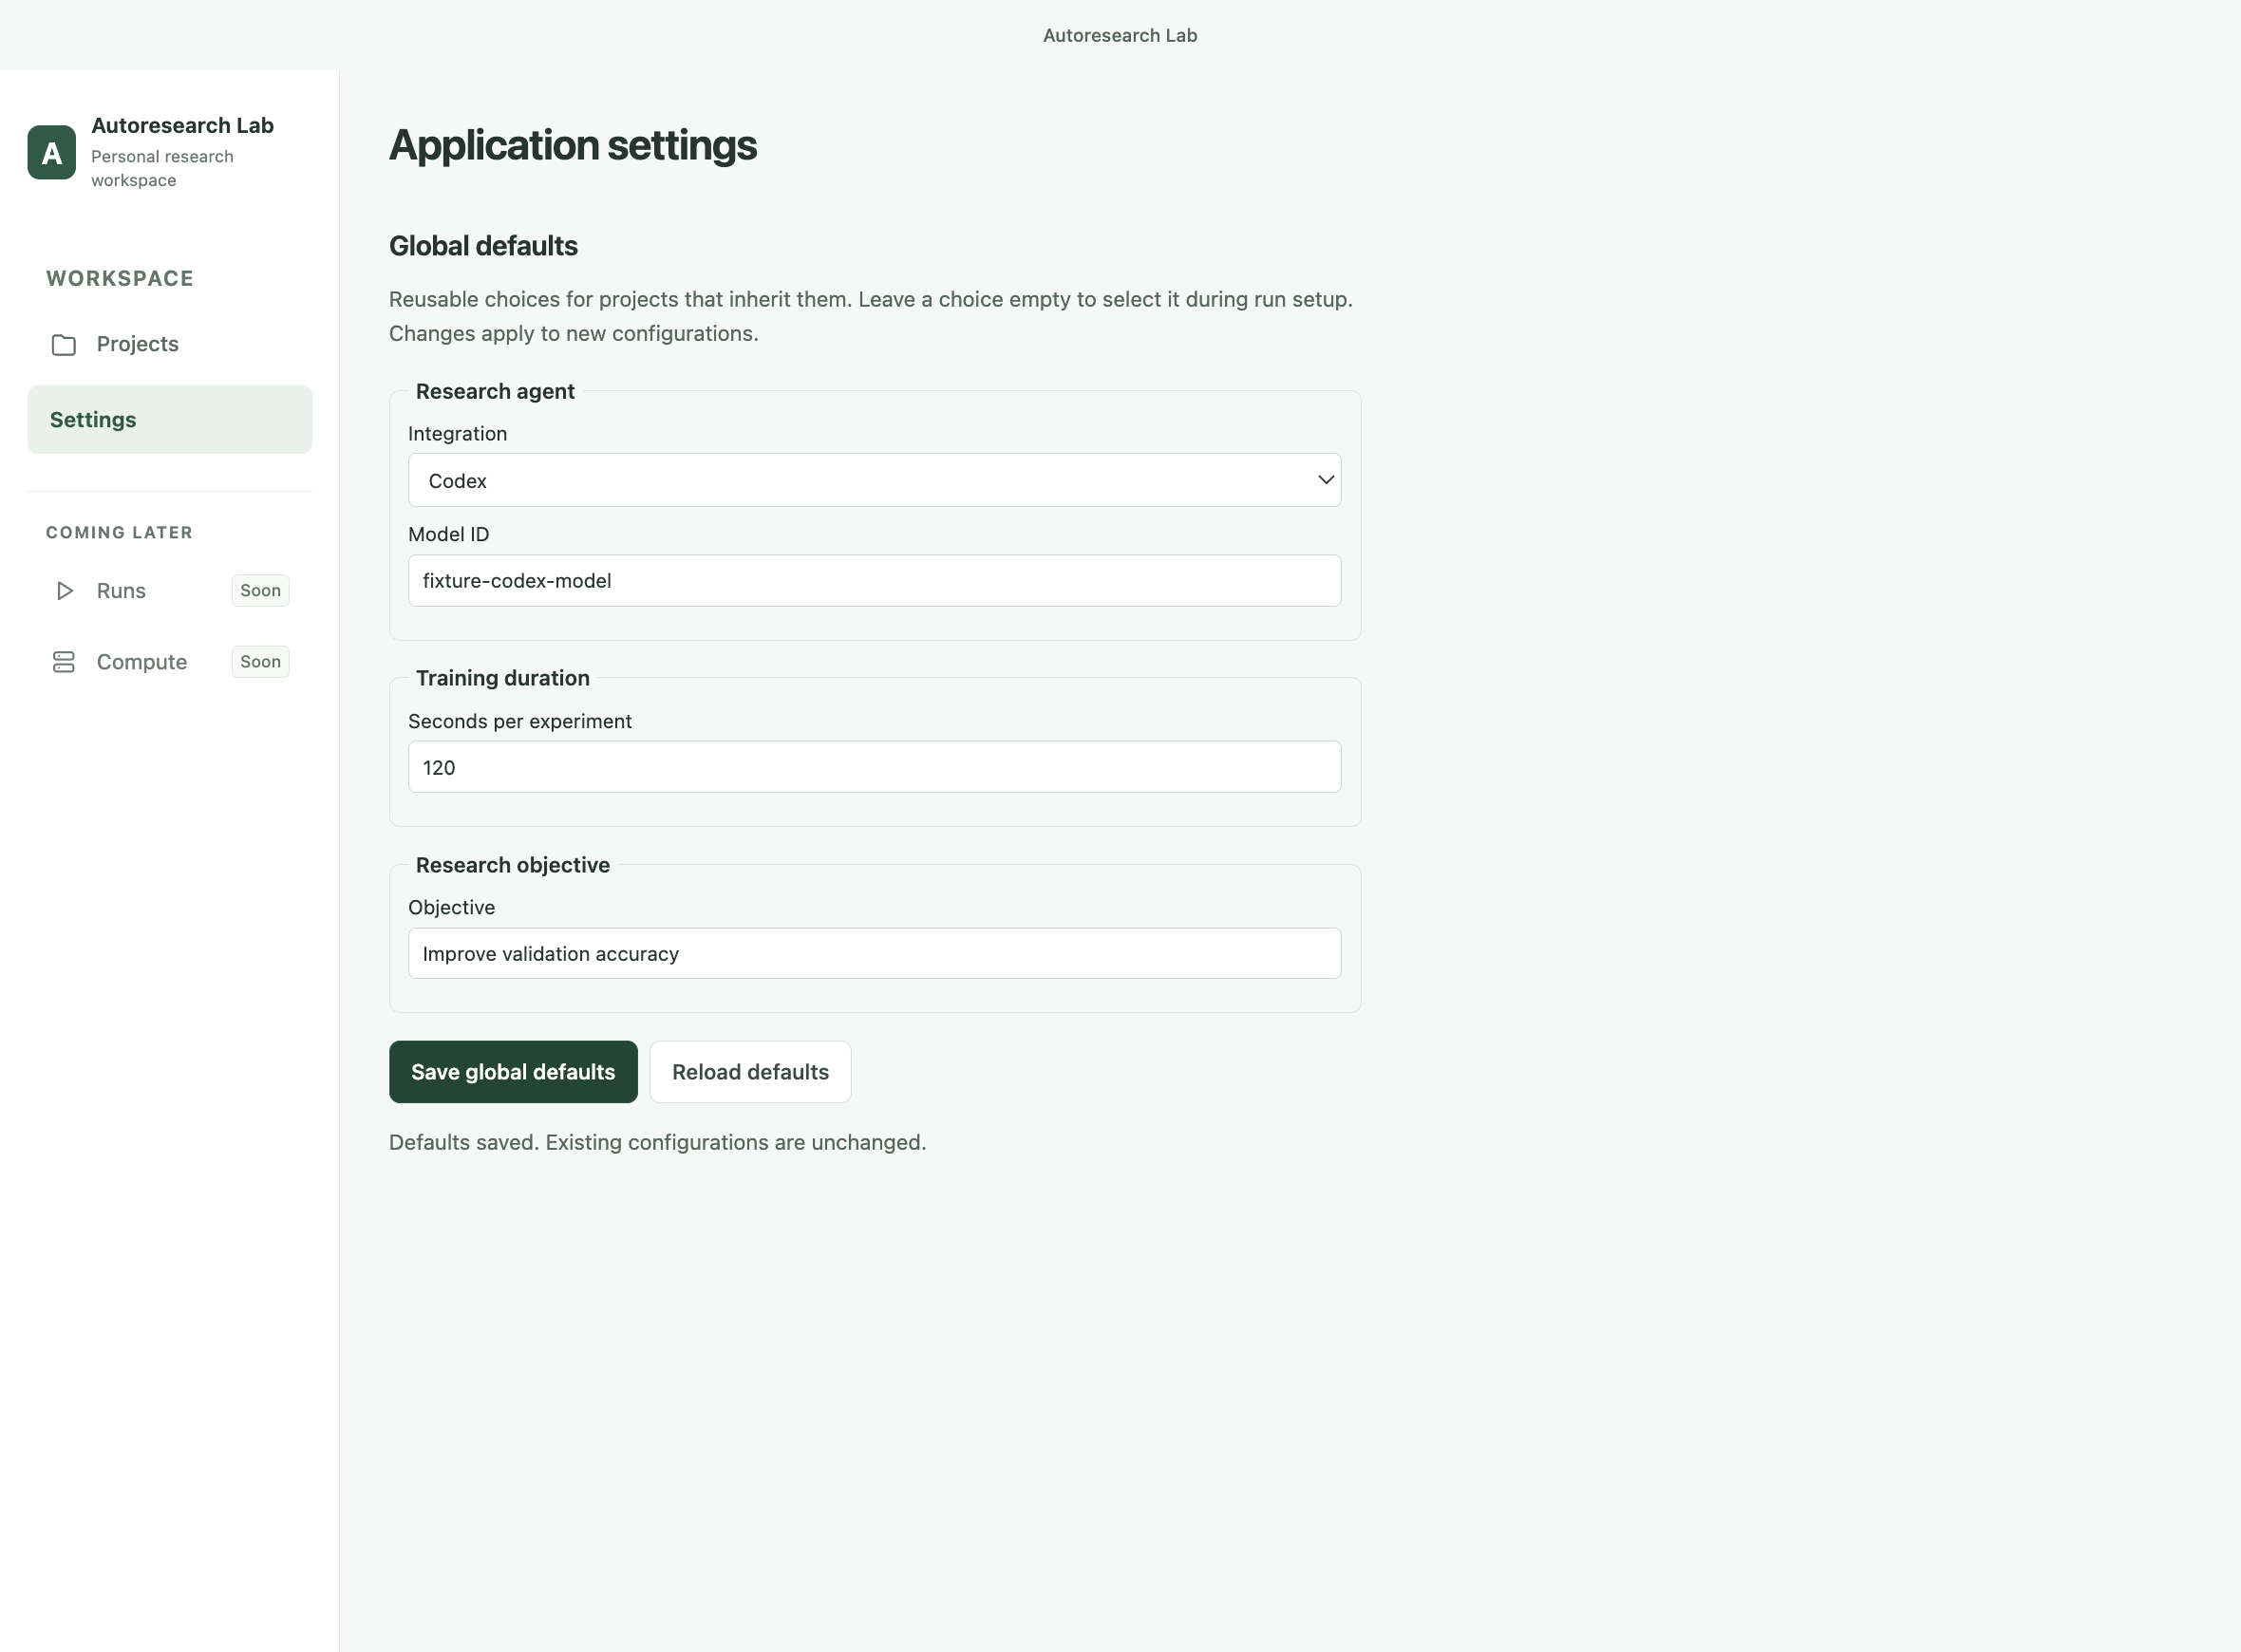 Autoresearch Lab
A
Autoresearch Lab
Personal research
workspace
WORKSPACE
Projects
Settings
COMING LATER
Runs
Soon
Compute
Soon
Application settings
Global defaults
Reusable choices for projects that inherit them. Leave a choice empty to select it during run setup.
Changes apply to new configurations.
Research agent
Integration
Codex
Model ID
fixture-codex-model
Training duration
Seconds per experiment
120
Research objective
Objective
Improve validation accuracy
Save global defaults
Reload defaults
Defaults saved. Existing configurations are unchanged.